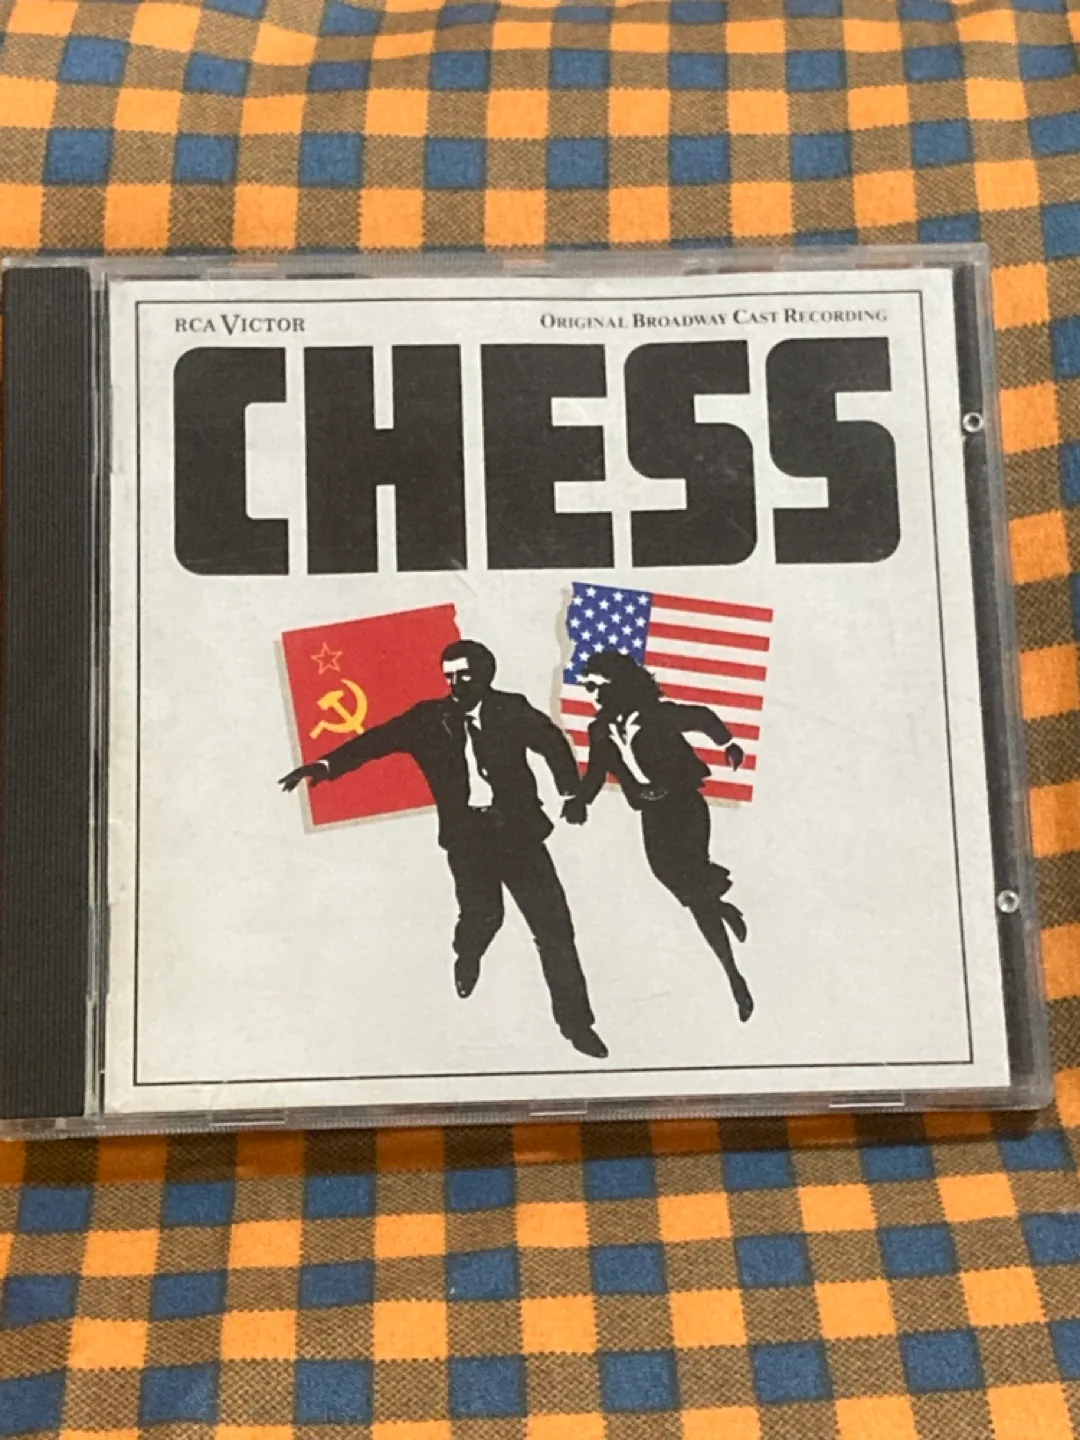 RCA VICTOR
ORIGINAL BROADWAY CAST RECORDING
CHESS